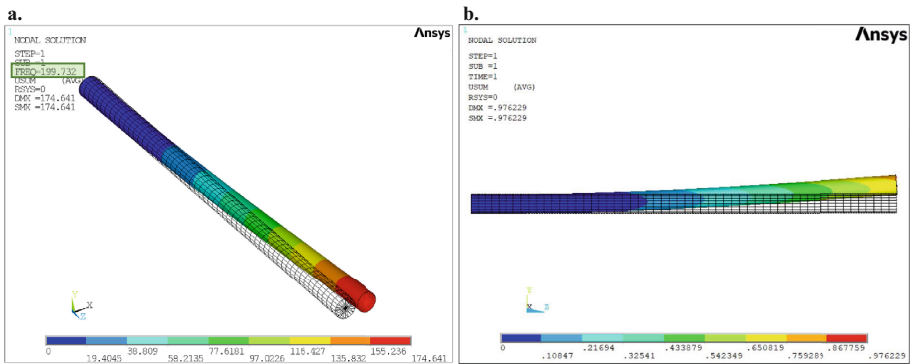 a.
1
Ansys
NODAL SOLUTION
STEP=1
SUB =1
FREQ=199.732
USUM (AVG)
RSYS=0
DMX =174.641
SMX =174.641
Y
X
Z
0
19.4045
38.809
58.2135
77.6181
97.0226
116.427
135.832
155.236
174.641
b.
1
Ansys
NODAL SOLUTION
STEP=1
SUB =1
TIME=1
USUM (AVG)
RSYS=0
DMX =.976229
SMX =.976229
Y
Z
0
.10847
.21694
.32541
.433879
.542349
.650819
.759289
.867759
.976229